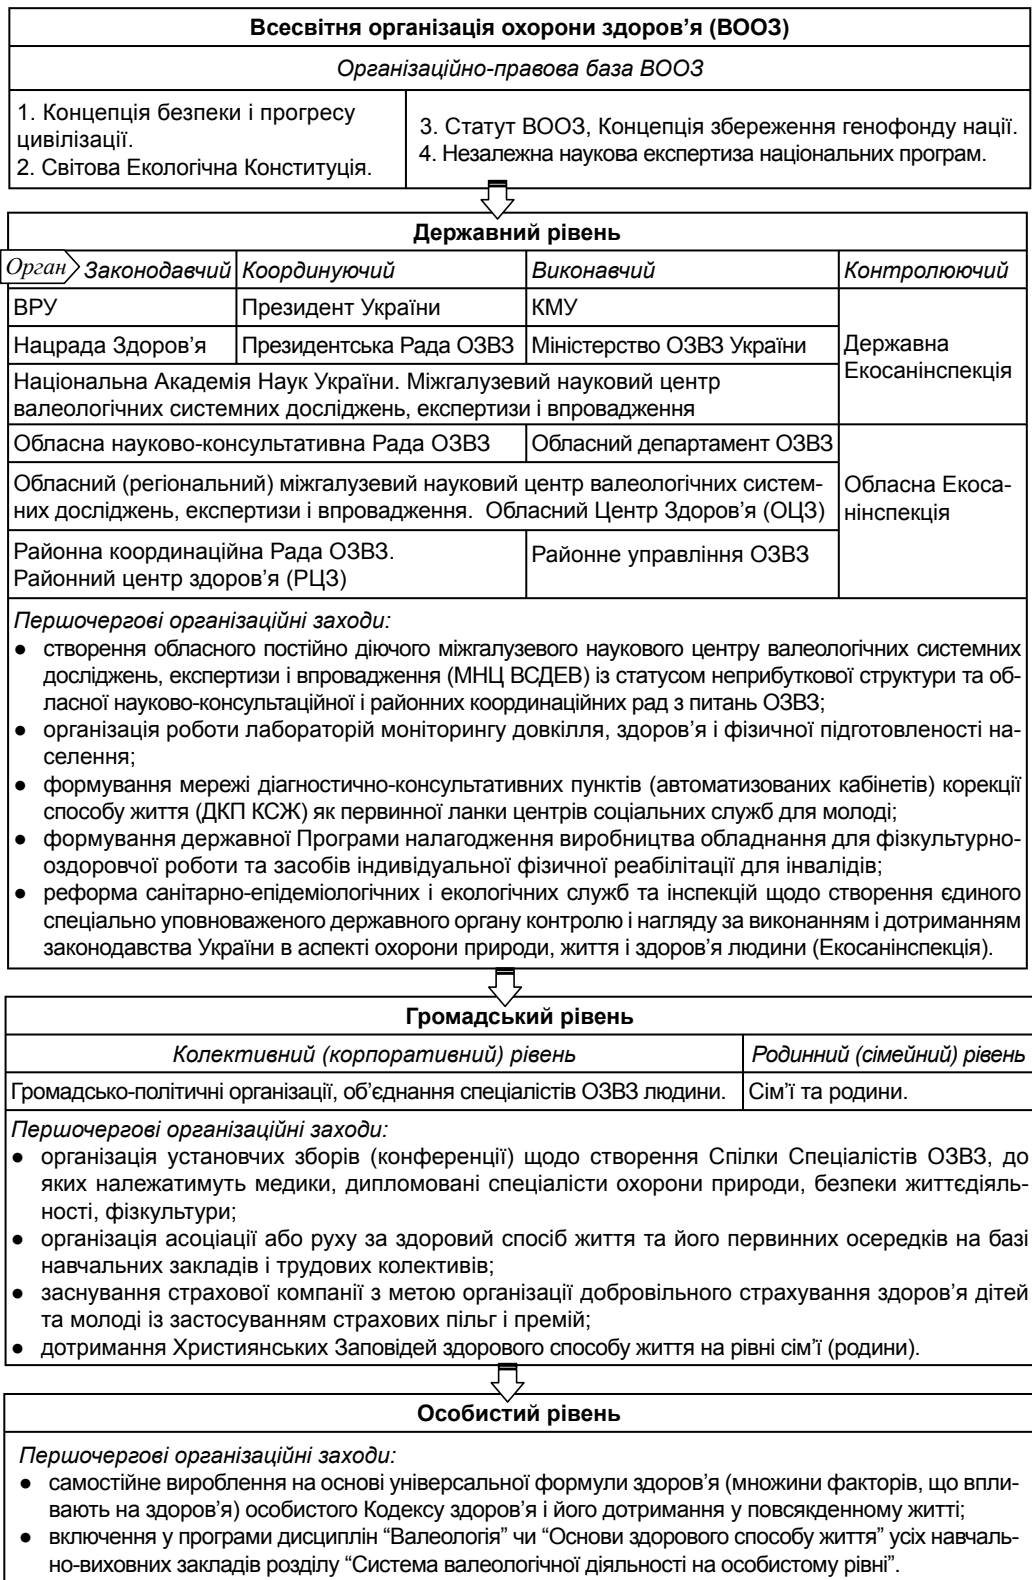 Всесвітня організація охорони здоров’я (ВООЗ)
Організаційно-правова база ВООЗ
1. Концепція безпеки і прогресу
цивілізації.
2. Світова Екологічна Конституція.
3. Статут ВООЗ, Концепція збереження генофонду нації.
4. Незалежна наукова експертиза національних програм.
Державний рівень
Орган Законодавчий Координуючий Виконавчий Контролюючий
ВРУ Президент України КМУ
Нацрада Здоров’я Президентська Рада ОЗВЗ Міністерство ОЗВЗ України
Державна
Екосанінспекція
Національна Академія Наук України. Міжгалузевий науковий центр
валеологічних системних досліджень, експертизи і впровадження
Обласна науково-консультативна Рада ОЗВЗ Обласний департамент ОЗВЗ
Обласний (регіональний) міжгалузевий науковий центр валеологічних систем-
них досліджень, експертизи і впровадження. Обласний Центр Здоров’я (ОЦЗ)
Обласна Екоса-
нінспекція
Районна координаційна Рада ОЗВЗ.
Районний центр здоров’я (РЦЗ)
Районне управління ОЗВЗ
Першочергові організаційні заходи:
● створення обласного постійно діючого міжгалузевого наукового центру валеологічних системних
досліджень, експертизи і впровадження (МНЦ ВСДЕВ) із статусом неприбуткової структури та об-
ласної науково-консультаційної і районних координаційних рад з питань ОЗВЗ;
● організація роботи лабораторій моніторингу довкілля, здоров’я і фізичної підготовленості на-
селення;
● формування мережі діагностично-консультативних пунктів (автоматизованих кабінетів) корекції
способу життя (ДКП КСЖ) як первинної ланки центрів соціальних служб для молоді;
● формування державної Програми налагодження виробництва обладнання для фізкультурно-
оздоровчої роботи та засобів індивідуальної фізичної реабілітації для інвалідів;
● реформа санітарно-епідеміологічних і екологічних служб та інспекцій щодо створення єдиного
спеціально уповноваженого державного органу контролю і нагляду за виконанням і дотриманням
законодавства України в аспекті охорони природи, життя і здоров’я людини (Екосанінспекція).
Громадський рівень
Колективний (корпоративний) рівень Родинний (сімейний) рівень
Громадсько-політичні організації, об’єднання спеціалістів ОЗВЗ людини. Сім’ї та родини.
Першочергові організаційні заходи:
● організація установчих зборів (конференції) щодо створення Спілки Спеціалістів ОЗВЗ, до
яких належатимуть медики, дипломовані спеціалісти охорони природи, безпеки життєдіяль-
ності, фізкультури;
● організація асоціації або руху за здоровий спосіб життя та його первинних осередків на базі
навчальних закладів і трудових колективів;
● заснування страхової компанії з метою організації добровільного страхування здоров’я дітей
та молоді із застосуванням страхових пільг і премій;
● дотримання Християнських Заповідей здорового способу життя на рівні сім’ї (родини).
Особистий рівень
Першочергові організаційні заходи:
● самостійне вироблення на основі універсальної формули здоров’я (множини факторів, що впли-
вають на здоров’я) особистого Кодексу здоров’я і його дотримання у повсякденному житті;
● включення у програми дисциплін “Валеологія” чи “Основи здорового способу життя” усіх навчаль-
но-виховних закладів розділу “Система валеологічної діяльності на особистому рівні”.